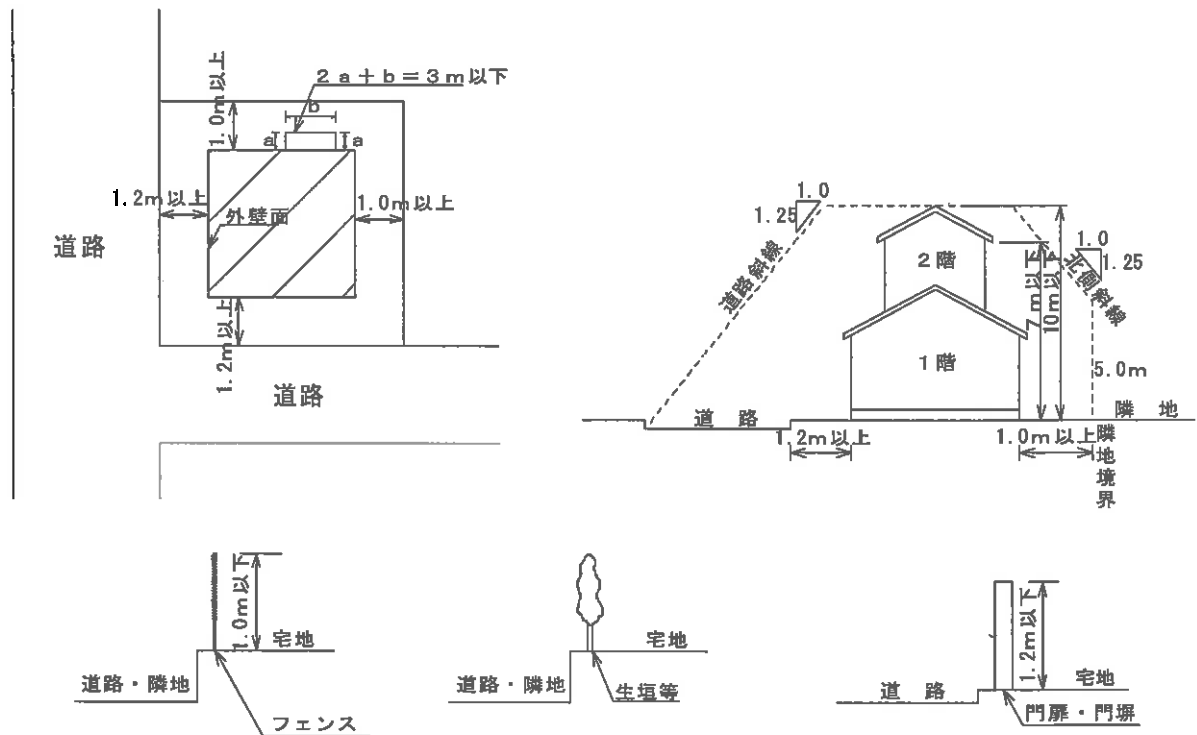 2a+b=3m以下
b
1.0m以上
a
a
1.2m以上
1.0m以上
外壁面
道路
1.2m以上
道路
1.0
1.25
道路斜線
2階
1階
7m以下
10m以下
1.0
1.25
北側斜線
5.0m
道路
隣地
1.2m以上
1.0m以上
隣地境界
1.0m以下
宅地
道路・隣地
フェンス
宅地
道路・隣地
生垣等
1.2m以下
宅地
道路
門扉・門塀